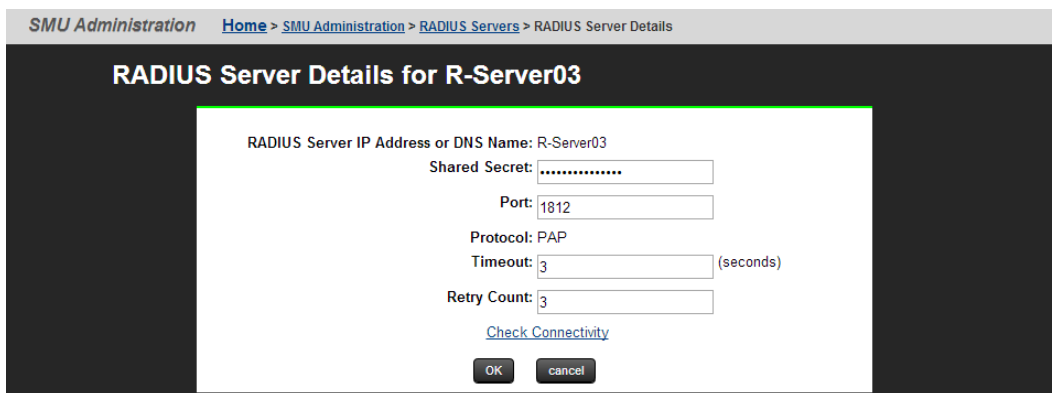 SMU Administration Home > SMU Administration > RADIUS Servers > RADIUS Server Details
RADIUS Server Details for R-Server03
RADIUS Server IP Address or DNS Name: R-Server03
Shared Secret: •••••••••••••••
Port: 1812
Protocol: PAP
Timeout: 3 (seconds)
Retry Count: 3
Check Connectivity
OK cancel